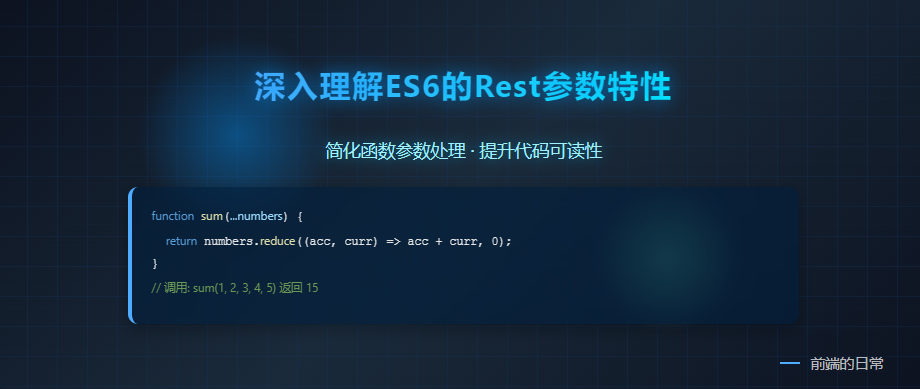 深入理解ES6的Rest参数特性
简化函数参数处理 · 提升代码可读性
function sum(...numbers) {
  return numbers.reduce((acc, curr) => acc + curr, 0);
}
// 调用: sum(1, 2, 3, 4, 5) 返回 15
前端的日常